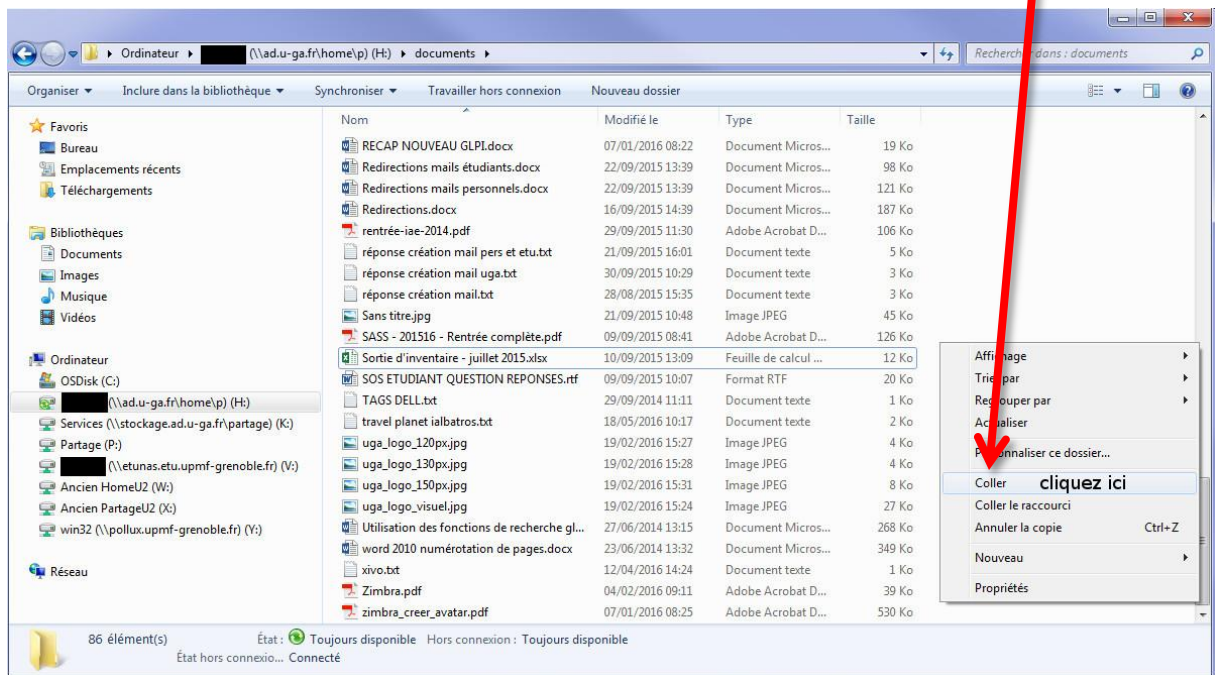 Ordinateur (\\ad.u-ga.fr\home\p) (H:) documents Rechercher dans : documents
Organiser Inclure dans la bibliothèque Synchroniser Travailler hors connexion Nouveau dossier
Favoris
Bureau
Emplacements récents
Téléchargements
Bibliothèques
Documents
Images
Musique
Vidéos
Ordinateur
OSDisk (C:)
(\\ad.u-ga.fr\home\p) (H:)
Services (\\stockage.ad.u-ga.fr\partage) (K:)
Partage (P:)
(\\etunas.etu.upmf-grenoble.fr) (V:)
Ancien HomeU2 (W:)
Ancien PartageU2 (X:)
win32 (\\pollux.upmf-grenoble.fr) (Y:)
Réseau
Nom Modifié le Type Taille
RECAP NOUVEAU GLPI.docx 07/01/2016 08:22 Document Micros... 19 Ko
Redirections mails étudiants.docx 22/09/2015 13:39 Document Micros... 98 Ko
Redirections mails personnels.docx 22/09/2015 13:39 Document Micros... 121 Ko
Redirections.docx 16/09/2015 14:39 Document Micros... 187 Ko
rentrée-iae-2014.pdf 29/09/2015 11:30 Adobe Acrobat D... 106 Ko
réponse création mail pers et etu.txt 21/09/2015 16:01 Document texte 5 Ko
réponse création mail uga.txt 30/09/2015 10:29 Document texte 3 Ko
réponse création mail.txt 28/08/2015 15:35 Document texte 3 Ko
Sans titre.jpg 21/09/2015 10:48 Image JPEG 45 Ko
SASS - 201516 - Rentrée complète.pdf 09/09/2015 08:41 Adobe Acrobat D... 126 Ko
Sortie d'inventaire - juillet 2015.xlsx 10/09/2015 13:09 Feuille de calcul ... 12 Ko
SOS ETUDIANT QUESTION REPONSES.rtf 09/09/2015 10:07 Format RTF 20 Ko
TAGS DELL.txt 29/09/2014 11:11 Document texte 1 Ko
travel planet ialbatros.txt 18/05/2016 10:17 Document texte 2 Ko
uga_logo_120px.jpg 19/02/2016 15:27 Image JPEG 4 Ko
uga_logo_130px.jpg 19/02/2016 15:28 Image JPEG 4 Ko
uga_logo_150px.jpg 19/02/2016 15:31 Image JPEG 8 Ko
uga_logo_visuel.jpg 19/02/2016 15:24 Image JPEG 27 Ko
Utilisation des fonctions de recherche gl... 27/06/2014 13:15 Document Micros... 268 Ko
word 2010 numérotation de pages.docx 23/06/2014 13:32 Document Micros... 349 Ko
xivo.txt 12/04/2016 14:24 Document texte 1 Ko
Zimbra.pdf 04/02/2016 09:11 Adobe Acrobat D... 39 Ko
zimbra_creer_avatar.pdf 07/01/2016 08:25 Adobe Acrobat D... 530 Ko
Affichage
Trier par
Regrouper par
Actualiser
Personnaliser ce dossier...
Coller cliquez ici
Coller le raccourci
Annuler la copie Ctrl+Z
Nouveau
Propriétés
86 élément(s) État : Toujours disponible Hors connexion : Toujours disponible
État hors connexio... Connecté